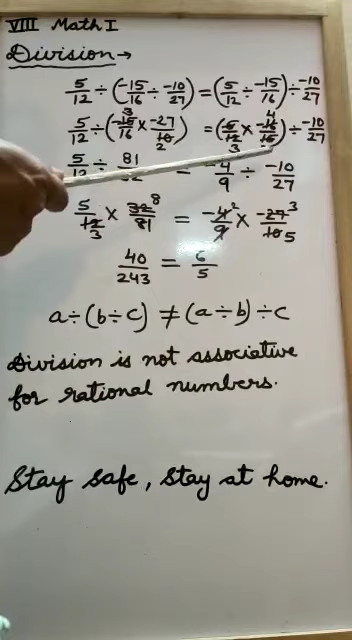 VIII Math I
Division→
5/12 ÷ (-15/16 ÷ -10/27) = (5/12 ÷ -15/16) ÷ -10/27
5/12 ÷ (-15/16 × -27/10) = (5/12 × -16/15) ÷ -10/27
5/12 ÷ 81/32 = -4/9 ÷ -10/27
5/12 × 32/81 = -4/9 × -27/10
40/243 = 6/5
a÷(b÷c) ≠ (a÷b)÷c
Division is not associative
for rational numbers.
Stay safe, stay at home.